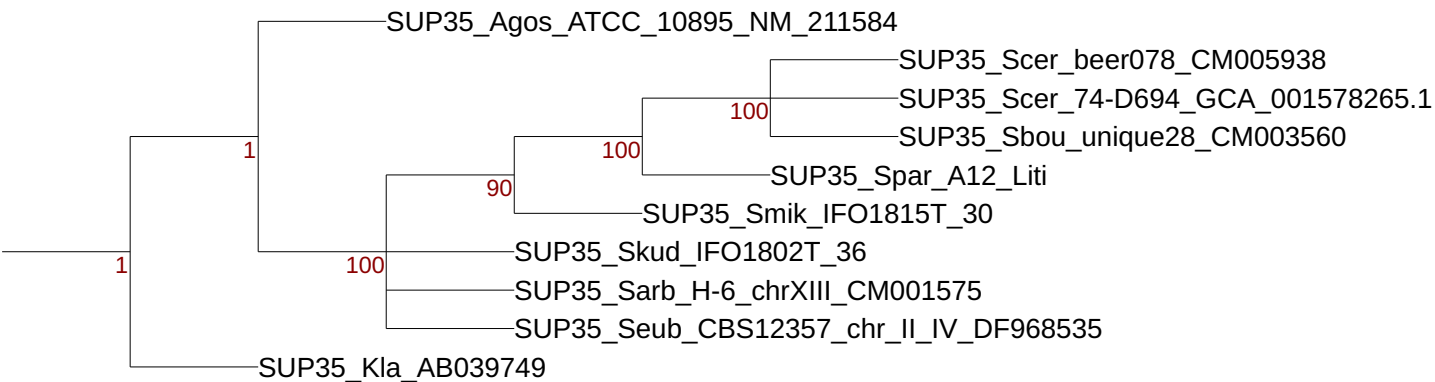 SUP35_Agos_ATCC_10895_NM_211584
SUP35_Scer_beer078_CM005938
SUP35_Scer_74-D694_GCA_001578265.1
100
SUP35_Sbou_unique28_CM003560
1
100
SUP35_Spar_A12_Liti
90
SUP35_Smik_IFO1815T_30
SUP35_Skud_IFO1802T_36
1
100
SUP35_Sarb_H-6_chrXIII_CM001575
SUP35_Seub_CBS12357_chr_II_IV_DF968535
SUP35_Kla_AB039749